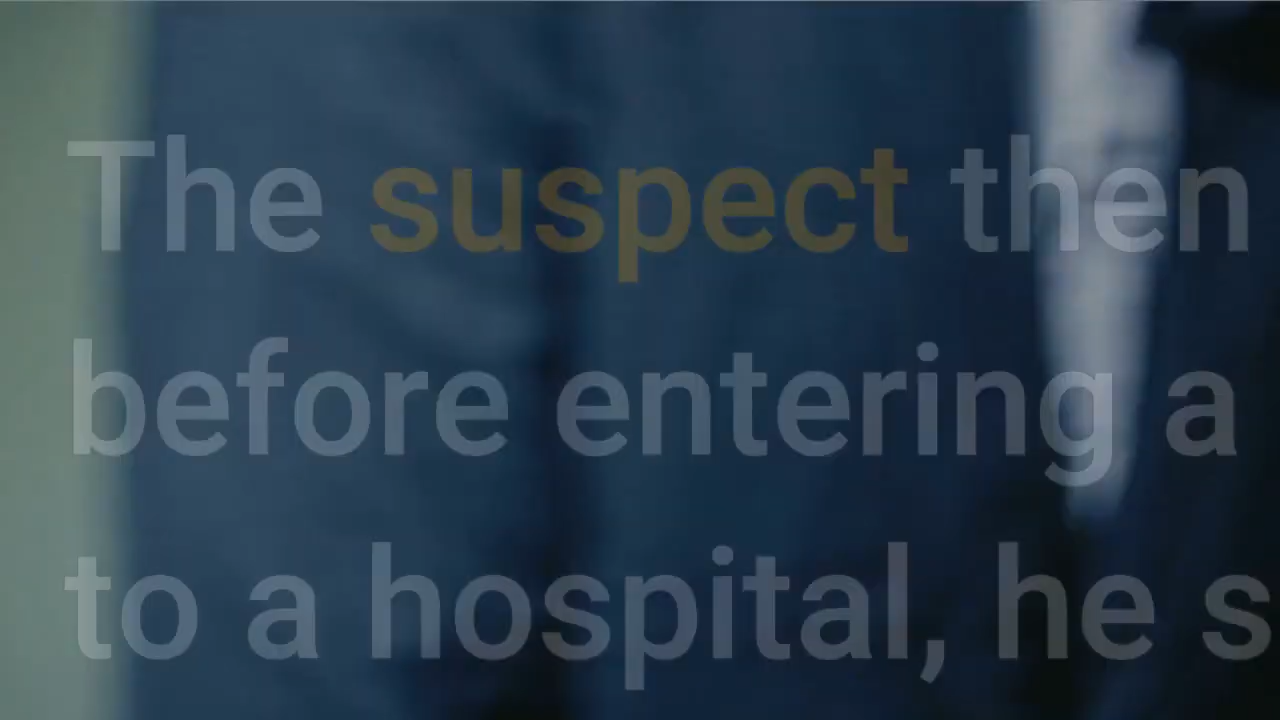 The suspect then
before entering a
to a hospital, he s